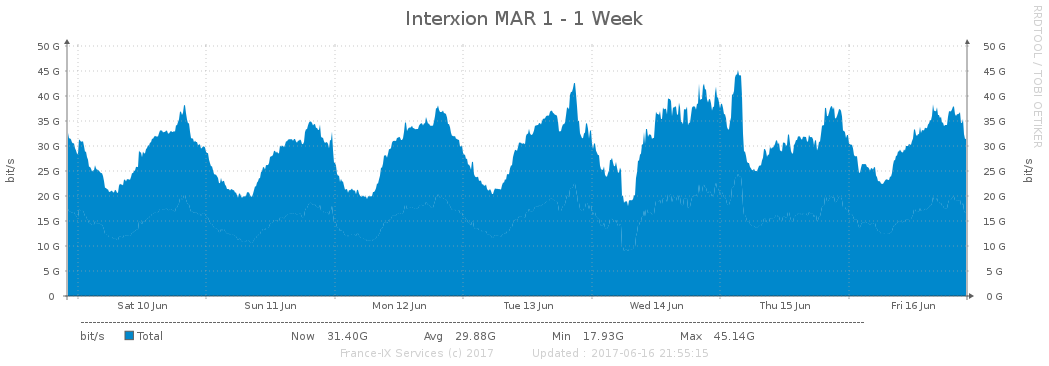 Interxion MAR 1 - 1 Week
RRDTOOL / TOBI OETIKER
50 G 50 G
45 G 45 G
40 G 40 G
35 G 35 G
30 G 30 G
25 G 25 G
20 G 20 G
15 G 15 G
10 G 10 G
5 G 5 G
0 0 G
bit/s
bit/s
Sat 10 Jun Sun 11 Jun Mon 12 Jun Tue 13 Jun Wed 14 Jun Thu 15 Jun Fri 16 Jun
bit/s Total Now 31.40G Avg 29.88G Min 17.93G Max 45.14G
France-IX Services (c) 2017 Updated : 2017-06-16 21:55:15